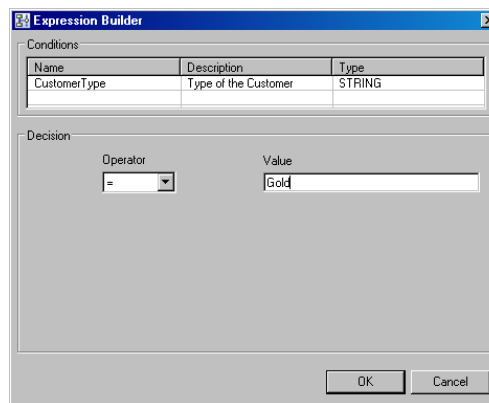 Expression Builder
Conditions
Name Description Type
CustomerType Type of the Customer STRING
Decision
Operator Value
= Gold
OK Cancel